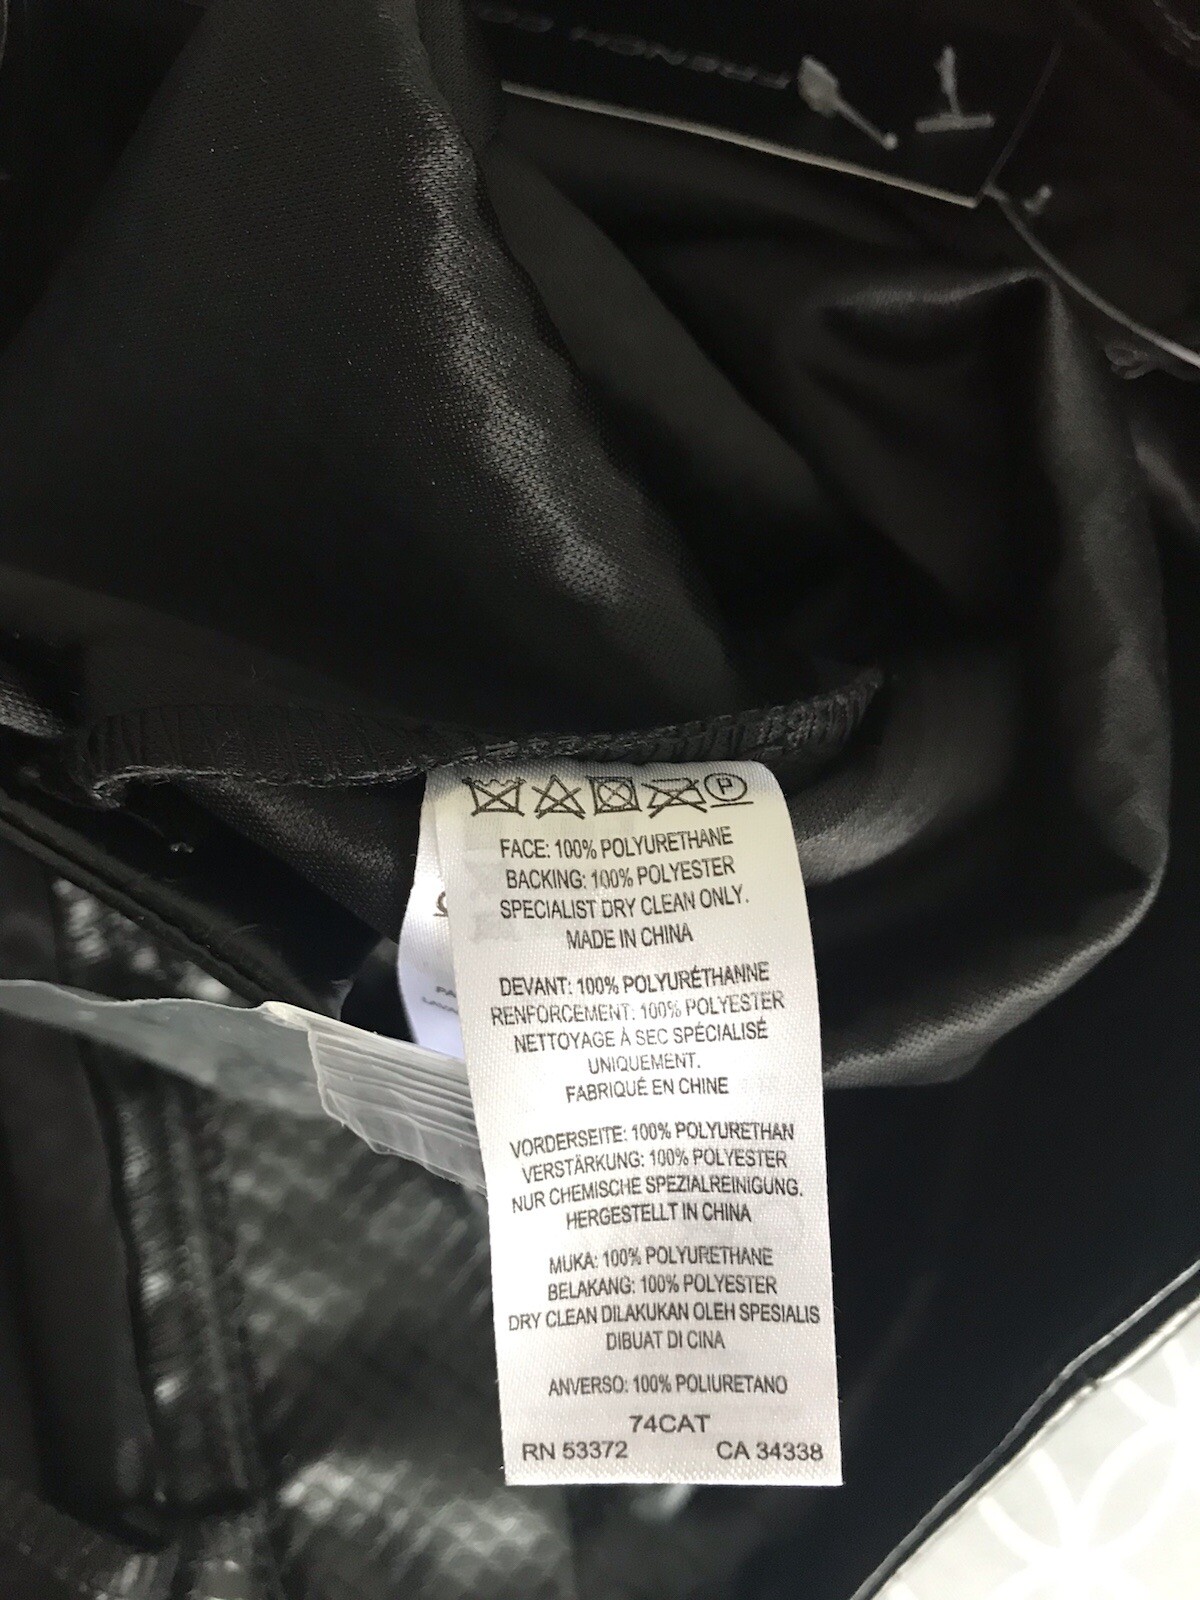 FRENCH CO
P
FACE: 100% POLYURETHANE
BACKING: 100% POLYESTER
SPECIALIST DRY CLEAN ONLY.
MADE IN CHINA
DEVANT: 100% POLYURÉTHANNE
RENFORCEMENT: 100% POLYESTER
NETTOYAGE À SEC SPÉCIALISÉ
UNIQUEMENT.
FABRIQUÉ EN CHINE
VORDERSEITE: 100% POLYURETHAN
VERSTÄRKUNG: 100% POLYESTER
NUR CHEMISCHE SPEZIALREINIGUNG.
HERGESTELLT IN CHINA
MUKA: 100% POLYURETHANE
BELAKANG: 100% POLYESTER
DRY CLEAN DILAKUKAN OLEH SPESIALIS
DIBUAT DI CINA
ANVERSO: 100% POLIURETANO
74CAT
RN 53372 CA 34338